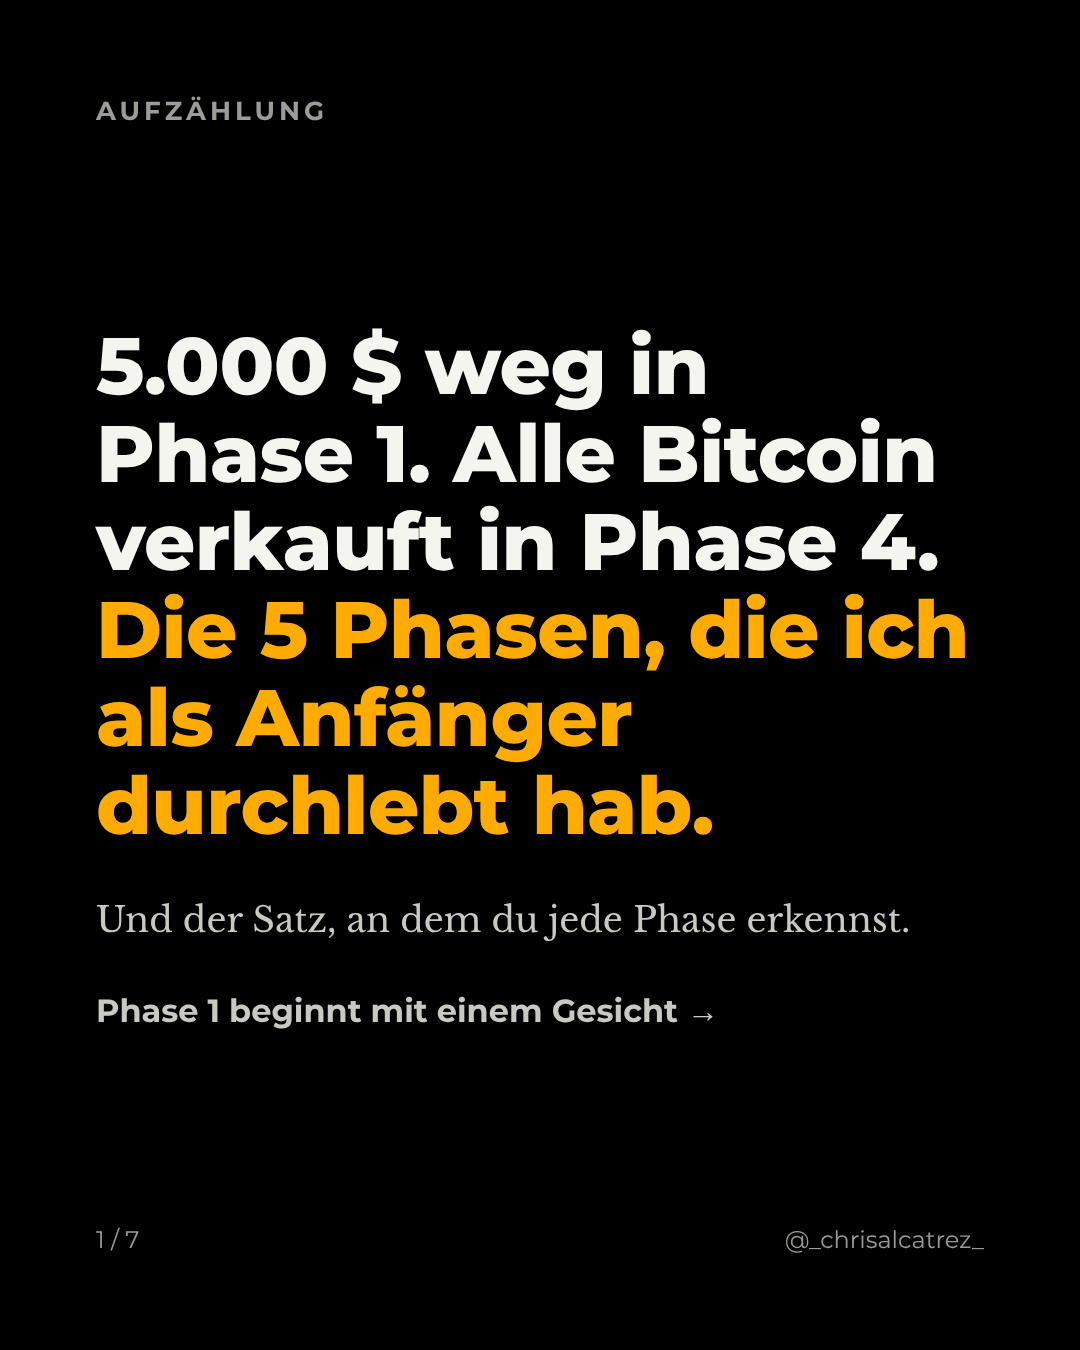 AUFZÄHLUNG
5.000 $ weg in
Phase 1. Alle Bitcoin
verkauft in Phase 4.
Die 5 Phasen, die ich
als Anfänger
durchlebt hab.
Und der Satz, an dem du jede Phase erkennst.
Phase 1 beginnt mit einem Gesicht →
1 / 7
@_chrisalcatrez_